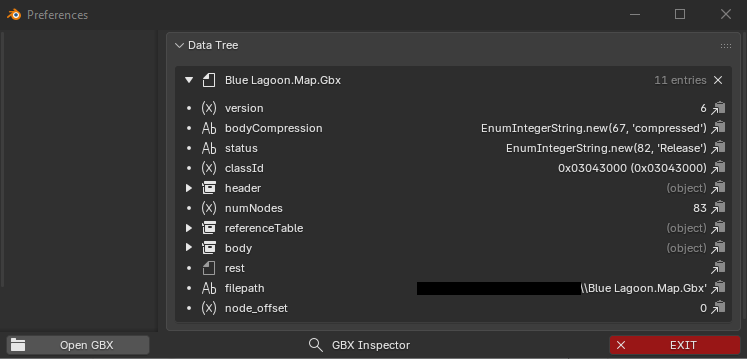 Preferences
Data Tree
Blue Lagoon.Map.Gbx 11 entries
version 6
bodyCompression EnumIntegerString.new(67, 'compressed')
status EnumIntegerString.new(82, 'Release')
classId 0x03043000 (0x03043000)
header (object)
numNodes 83
referenceTable (object)
body (object)
rest
filepath \\Blue Lagoon.Map.Gbx'
node_offset 0
Open GBX GBX Inspector EXIT